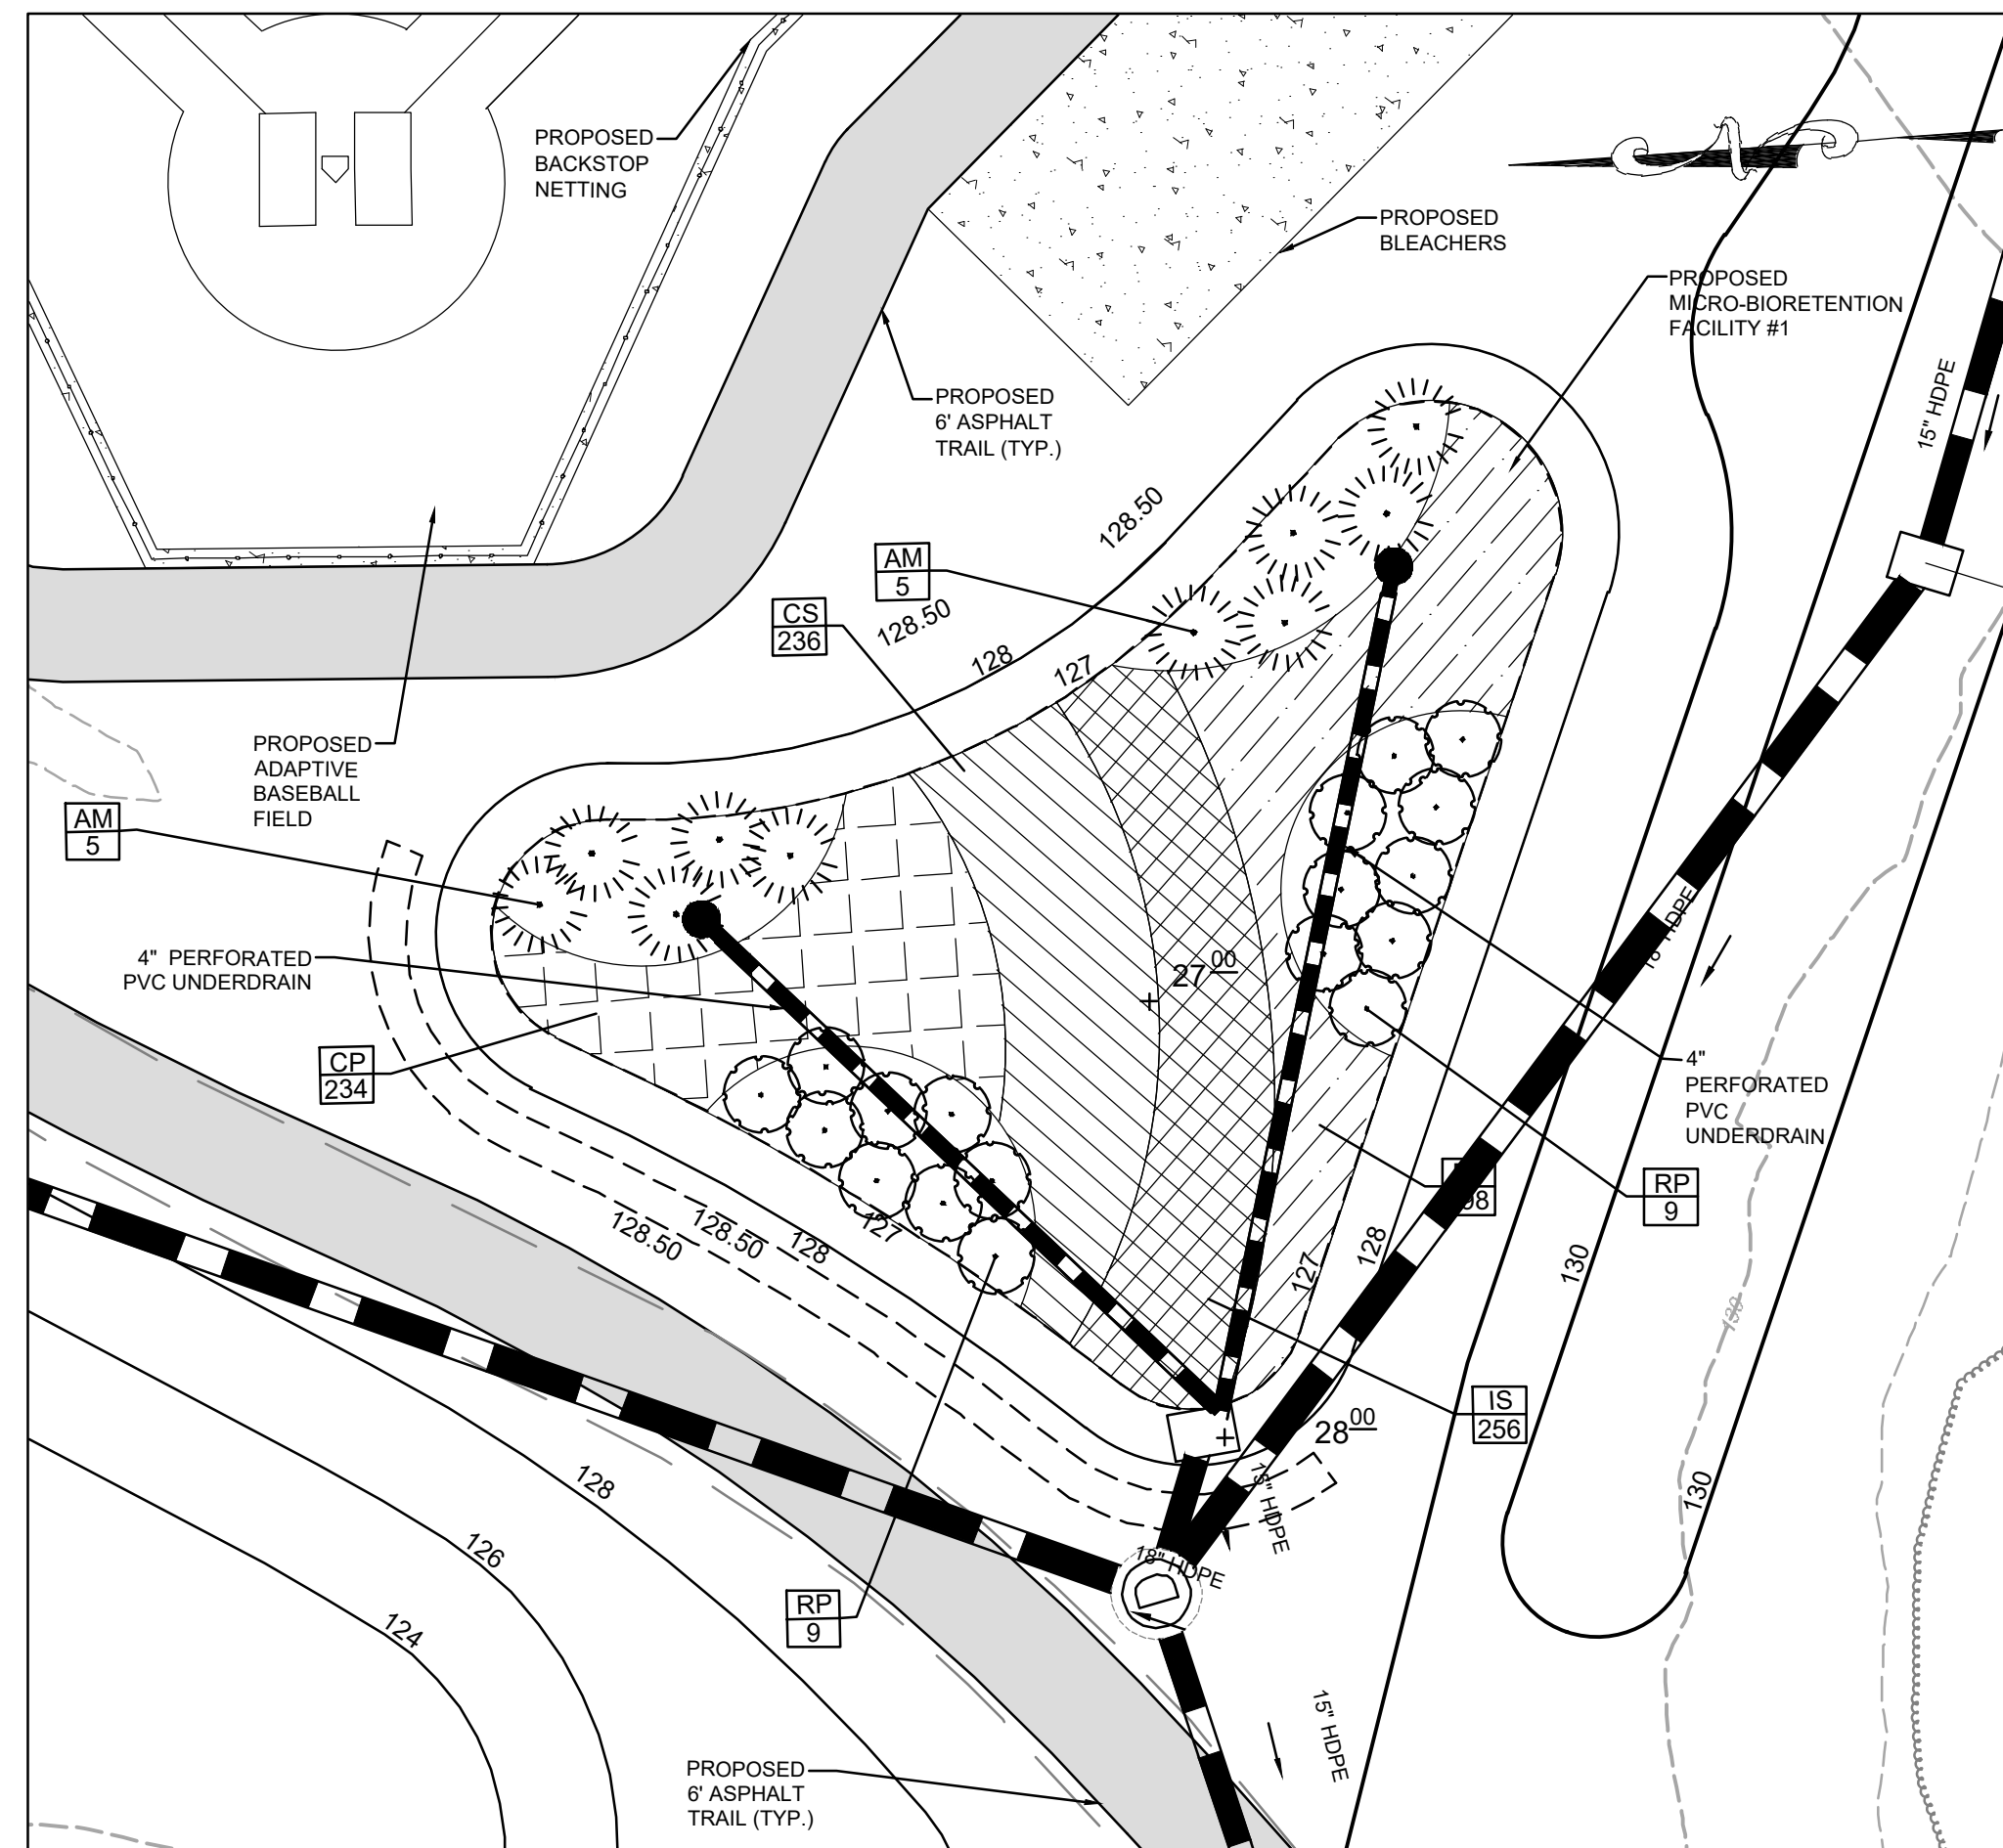 PROPOSED
BACKSTOP
NETTING
PROPOSED
BLEACHERS
PROPOSED
MICRO-BIORETENTION
FACILITY #1
15" HDPE
PROPOSED
6' ASPHALT
TRAIL (TYP.)
128.50
AM
5
CS
236
128.50
128
127
PROPOSED
ADAPTIVE
BASEBALL
FIELD
AM
5
4" PERFORATED
PVC UNDERDRAIN
27 00
HDPE
CP
234
4"
PERFORATED
PVC
UNDERDRAIN
RP
9
98
128.50
128.50
128
127
127
128
130
130
IS
256
28 00
130
128
126
124
HDPE
18" HDPE
RP
9
15" HDPE
PROPOSED
6' ASPHALT
TRAIL (TYP.)